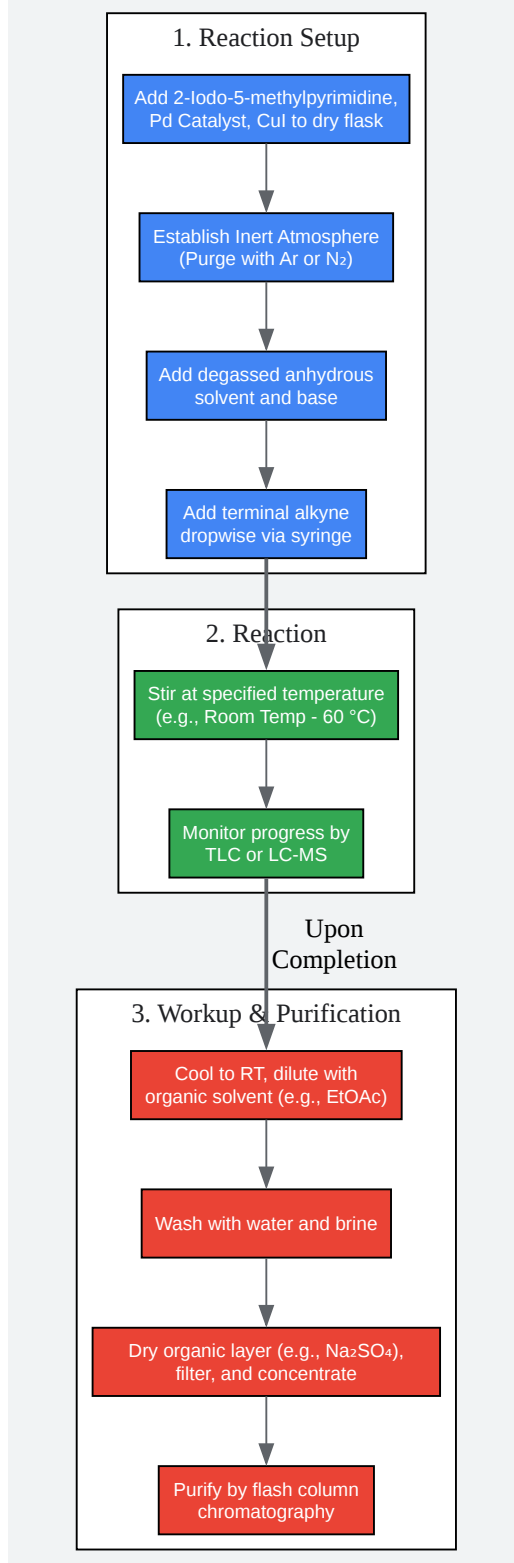 1. Reaction Setup
Add 2-Iodo-5-methylpyrimidine,
Pd Catalyst, CuI to dry flask
Establish Inert Atmosphere
(Purge with Ar or N₂)
Add degassed anhydrous
solvent and base
Add terminal alkyne
dropwise via syringe
2. Reaction
Stir at specified temperature
(e.g., Room Temp - 60 °C)
Monitor progress by
TLC or LC-MS
Upon
Completion
3. Workup & Purification
Cool to RT, dilute with
organic solvent (e.g., EtOAc)
Wash with water and brine
Dry organic layer (e.g., Na₂SO₄),
filter, and concentrate
Purify by flash column
chromatography